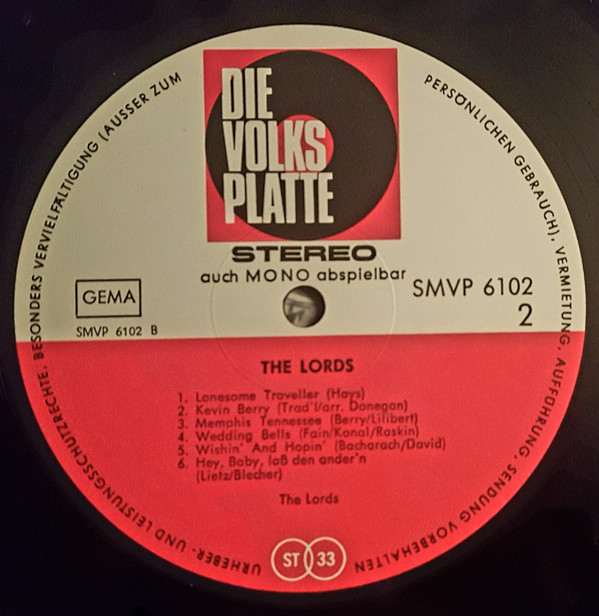 DIE
VOLKS
PLATTE
STEREO
auch MONO abspielbar
GEMA
SMVP 6102 B
SMVP 6102
2
THE LORDS
1. Lonesome Traveller (Hays)
2. Kevin Berry (Trad'l/arr. Donegan)
3. Memphis Tennessee (Berry/Lilibert)
4. Wedding Bells (Fain/Kanal/Raskin)
5. Wishin' And Hopin' (Bacharach/David)
6. Hey, Baby, laß den ander'n
(Lietz/Blecher)
The Lords
ST 33
URHEBER- UND LEISTUNGSSCHUTZRECHTE, BESONDERS VERVIELFÄLTIGUNG (AUSSER ZUM PERSÖNLICHEN GEBRAUCH), VERMIETUNG, AUFFÜHRUNG, SENDUNG VORBEHALTEN